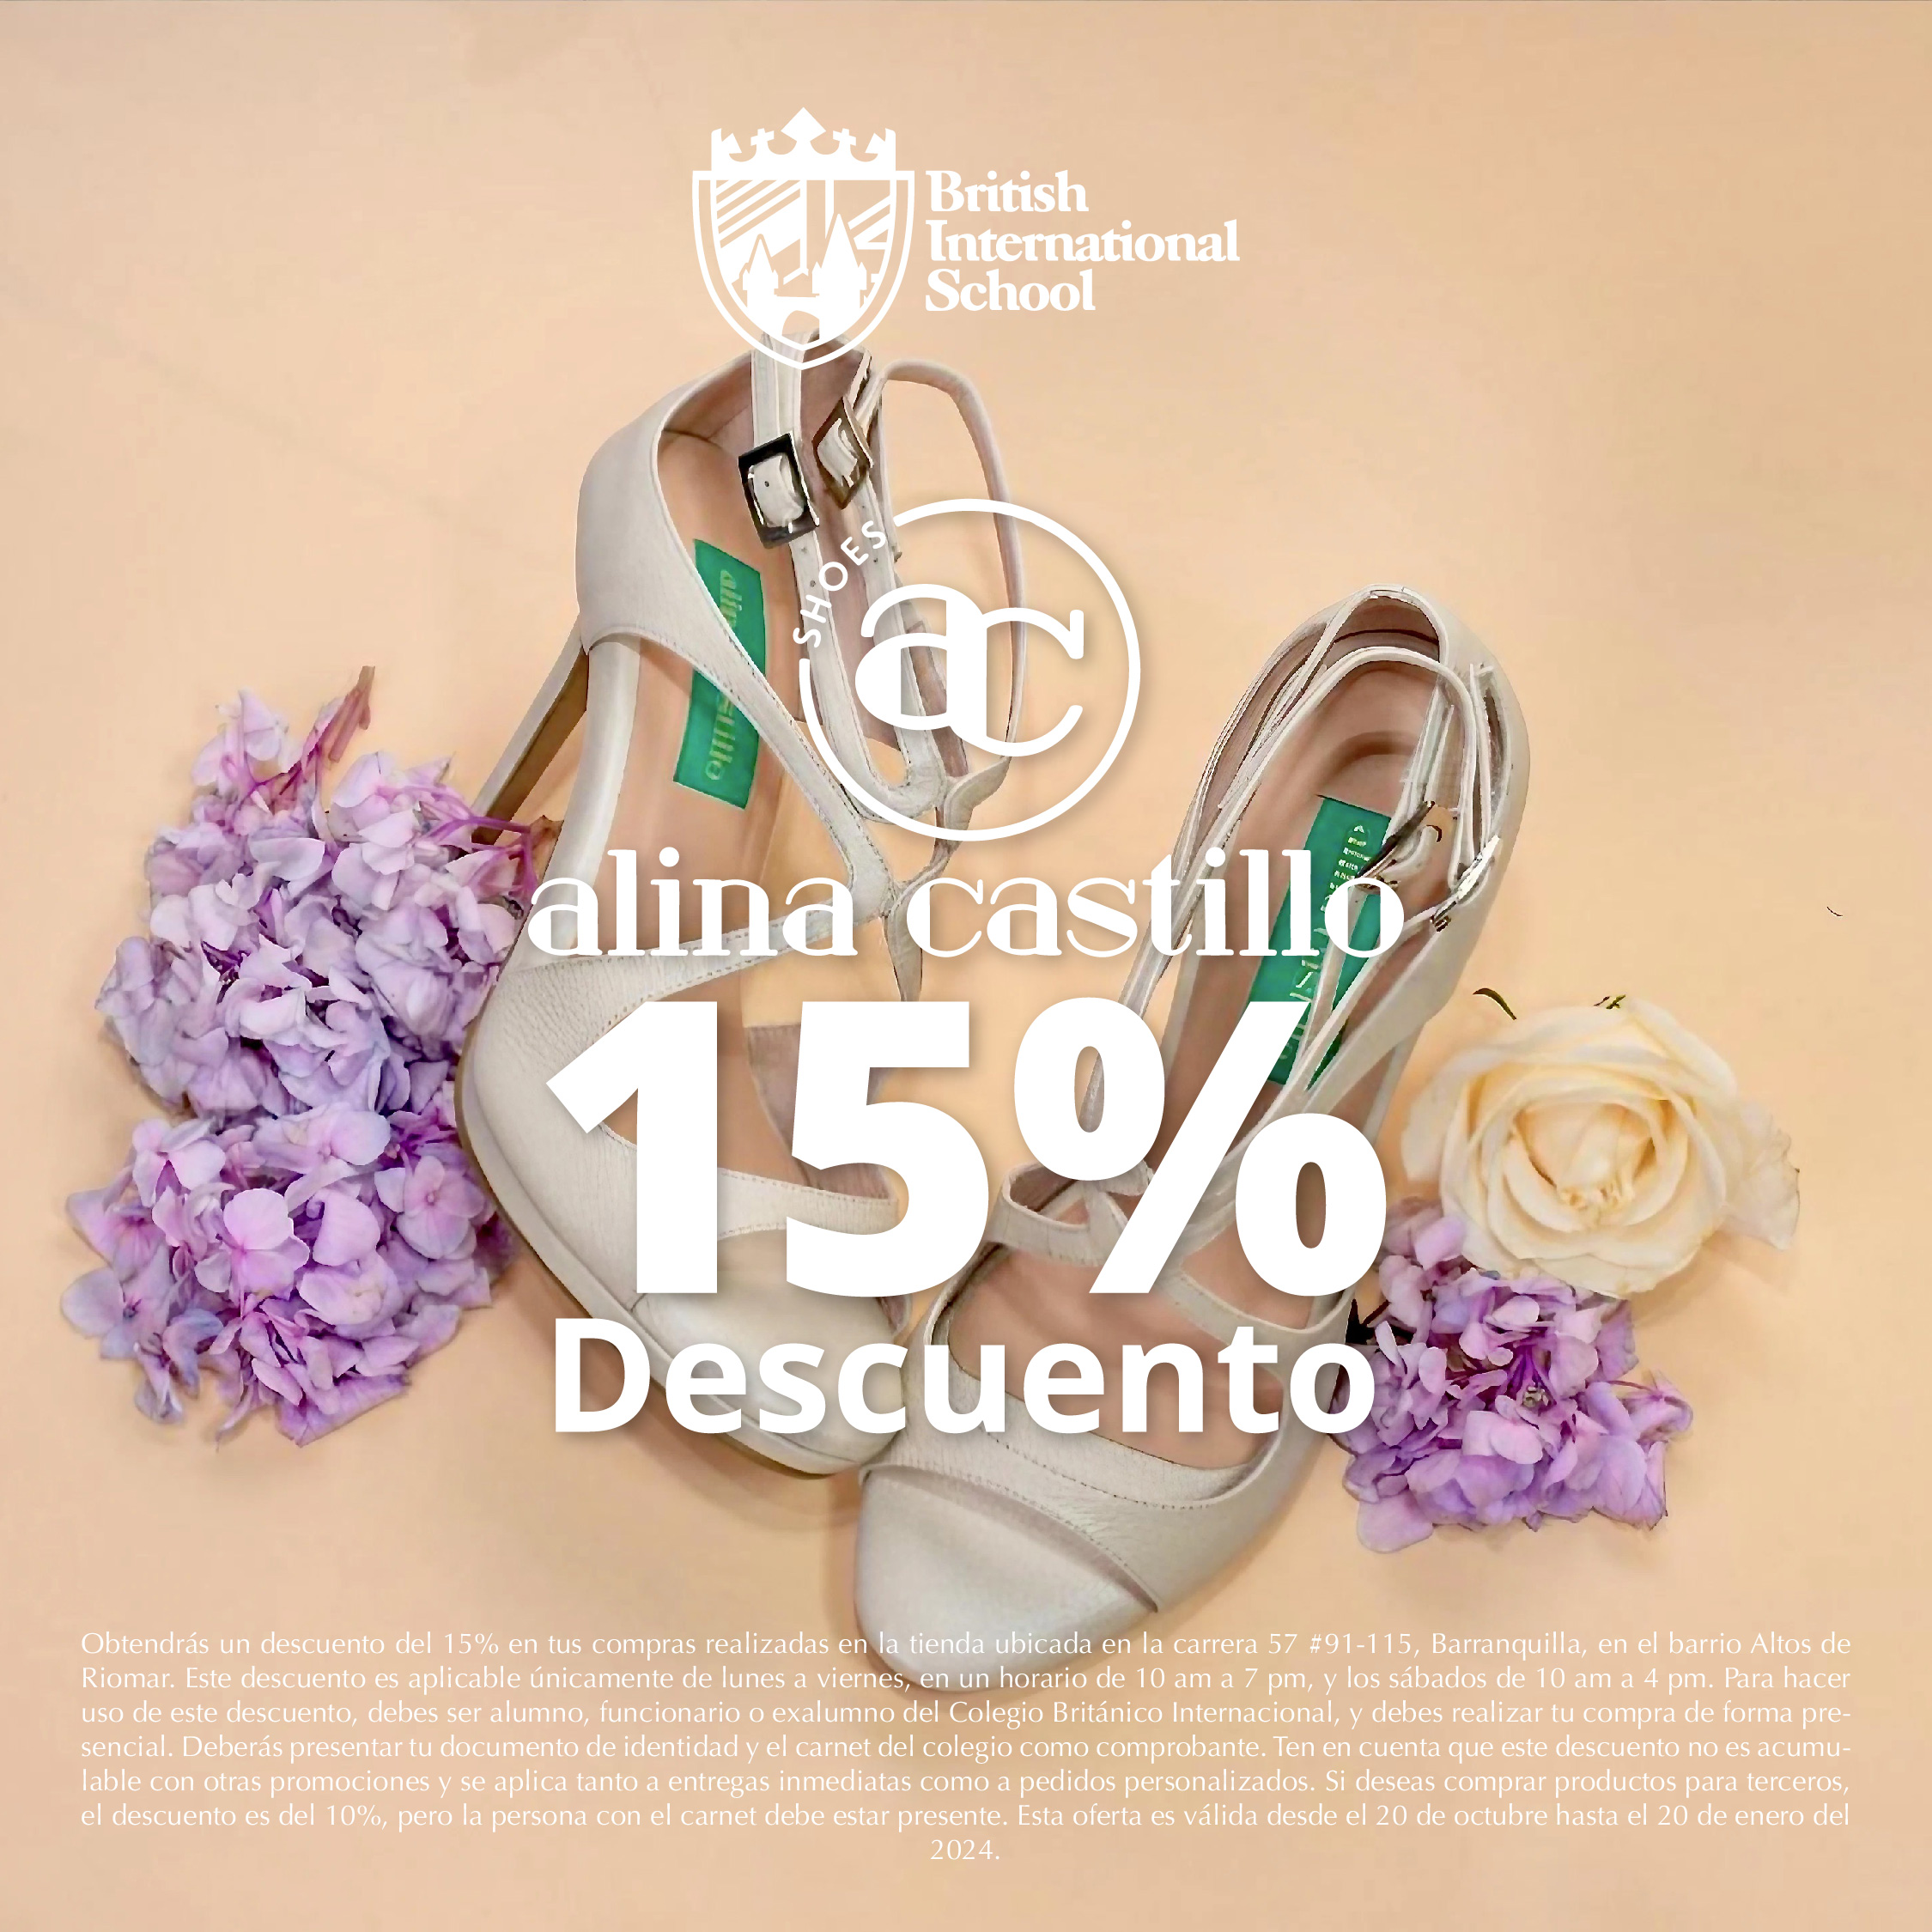 British
International
School
SHOES
ac
alina castillo
15%
Descuento
Obtendrás un descuento del 15% en tus compras realizadas en la tienda ubicada en la carrera 57 #91-115, Barranquilla, en el barrio Altos de
Riomar. Este descuento es aplicable únicamente de lunes a viernes, en un horario de 10 am a 7 pm, y los sábados de 10 am a 4 pm. Para hacer
uso de este descuento, debes ser alumno, funcionario o exalumno del Colegio Británico Internacional, y debes realizar tu compra de forma pre-
sencial. Deberás presentar tu documento de identidad y el carnet del colegio como comprobante. Ten en cuenta que este descuento no es acumu-
lable con otras promociones y se aplica tanto a entregas inmediatas como a pedidos personalizados. Si deseas comprar productos para terceros,
el descuento es del 10%, pero la persona con el carnet debe estar presente. Esta oferta es válida desde el 20 de octubre hasta el 20 de enero del
2024.